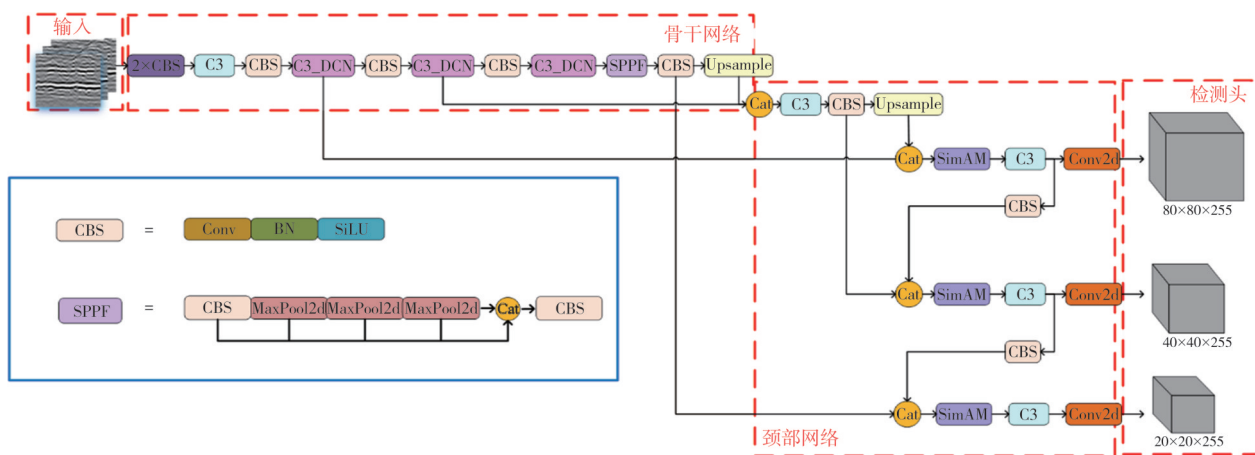 输入
骨干网络
2×CBS C3 CBS C3_DCN CBS C3_DCN CBS C3_DCN SPPF CBS Upsample
Cat C3 CBS Upsample
检测头
Cat SimAM C3 Conv2d
80×80×255
CBS
CBS = Conv BN SiLU
Cat SimAM C3 Conv2d
40×40×255
SPPF = CBS MaxPool2d MaxPool2d MaxPool2d Cat CBS
CBS
Cat SimAM C3 Conv2d
20×20×255
颈部网络